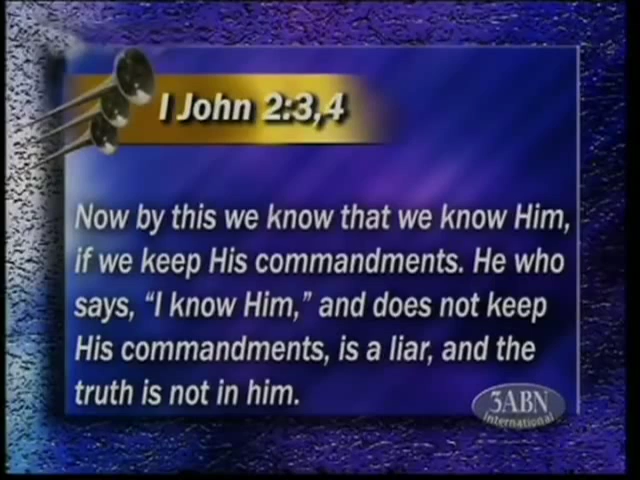 I John 2:3,4
Now by this we know that we know Him,
if we keep His commandments. He who
says, “I know Him,” and does not keep
His commandments, is a liar, and the
truth is not in him.
3ABN
international